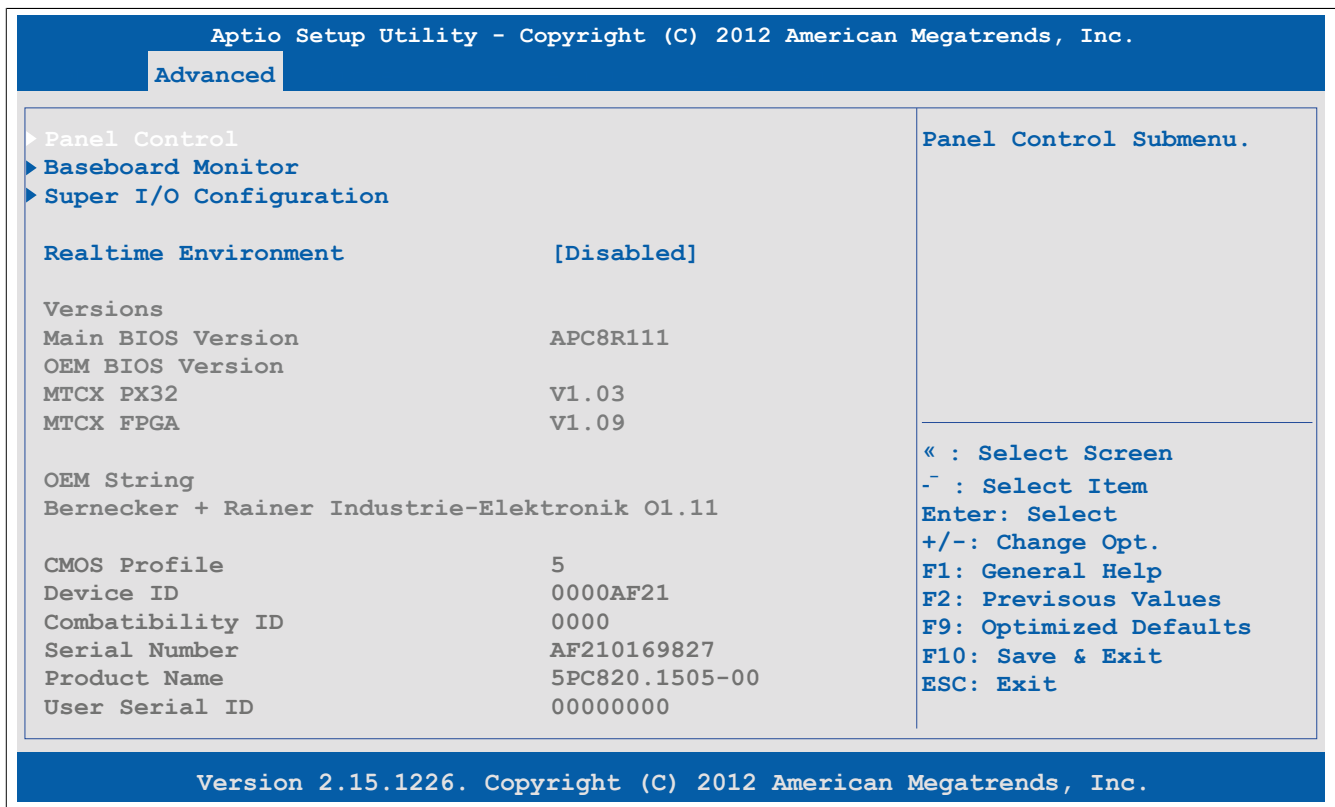 Aptio Setup Utility - Copyright (C) 2012 American Megatrends, Inc.
Advanced
Panel Control
Baseboard Monitor
Super I/O Configuration
Realtime Environment [Disabled]
Versions
Main BIOS Version APC8R111
OEM BIOS Version
MTCX PX32 V1.03
MTCX FPGA V1.09
OEM String
Bernecker + Rainer Industrie-Elektronik O1.11
CMOS Profile 5
Device ID 0000AF21
Combatibility ID 0000
Serial Number AF210169827
Product Name 5PC820.1505-00
User Serial ID 00000000
Panel Control Submenu.
« : Select Screen
-¯ : Select Item
Enter: Select
+/-: Change Opt.
F1: General Help
F2: Previsous Values
F9: Optimized Defaults
F10: Save & Exit
ESC: Exit
Version 2.15.1226. Copyright (C) 2012 American Megatrends, Inc.